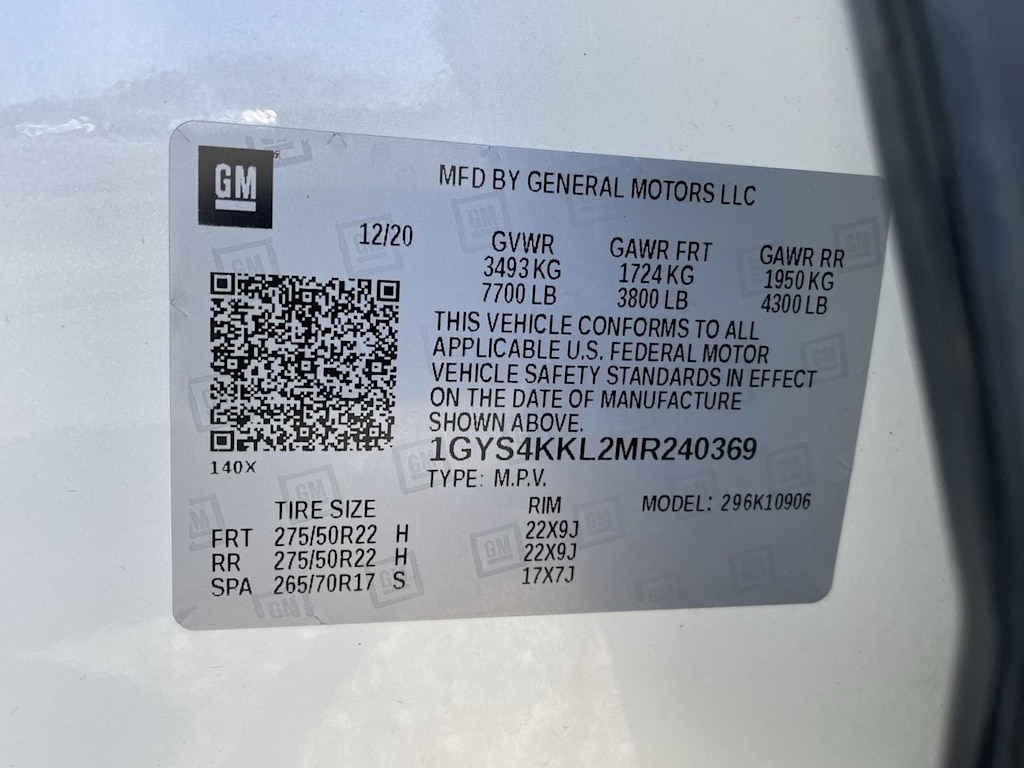 GM
MFD BY GENERAL MOTORS LLC
12/20
GVWR
3493 KG
7700 LB
GAWR FRT
1724 KG
3800 LB
GAWR RR
1950 KG
4300 LB
THIS VEHICLE CONFORMS TO ALL
APPLICABLE U.S. FEDERAL MOTOR
VEHICLE SAFETY STANDARDS IN EFFECT
ON THE DATE OF MANUFACTURE
SHOWN ABOVE.
1GYS4KKL2MR240369
140X
TYPE: M.P.V.
TIRE SIZE RIM MODEL: 296K10906
FRT 275/50R22 H 22X9J
RR 275/50R22 H 22X9J
SPA 265/70R17 S 17X7J